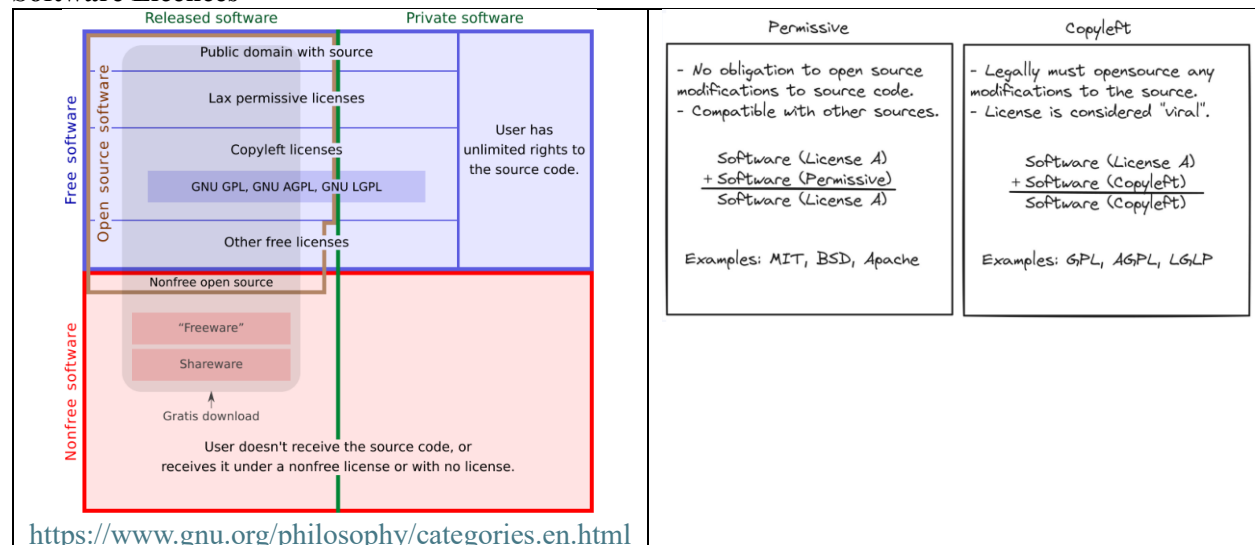 Software Licences
Released software
Private software
Free software
Open source software
Public domain with source
Lax permissive licenses
Copyleft licenses
GNU GPL, GNU AGPL, GNU LGPL
Other free licenses
User has
unlimited rights to
the source code.
Nonfree software
Nonfree open source
“Freeware”
Shareware
Gratis download
User doesn't receive the source code, or
receives it under a nonfree license or with no license.
https://www.gnu.org/philosophy/categories.en.html
Permissive
- No obligation to open source
modifications to source code.
- Compatible with other sources.
Software (License A)
+ Software (Permissive)
Software (License A)
Examples: MIT, BSD, Apache
Copyleft
- Legally must opensource any
modifications to the source.
- License is considered "viral".
Software (License A)
+ Software (Copyleft)
Software (Copyleft)
Examples: GPL, AGPL, LGLP